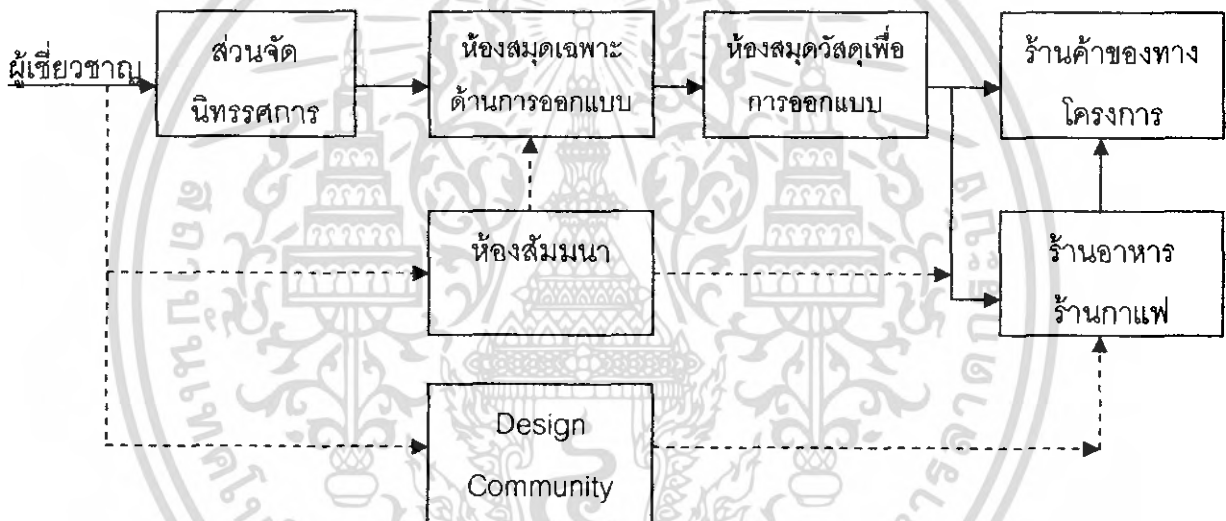 ผู้เชี่ยวชาญ
ส่วนจัด
นิทรรศการ
ห้องสมุดเฉพาะ
ด้านการออกแบบ
ห้องสมุดวัสดุเพื่อ
การออกแบบ
ร้านค้าของทาง
โครงการ
ห้องสัมมนา
ร้านอาหาร
ร้านกาแฟ
Design
Community